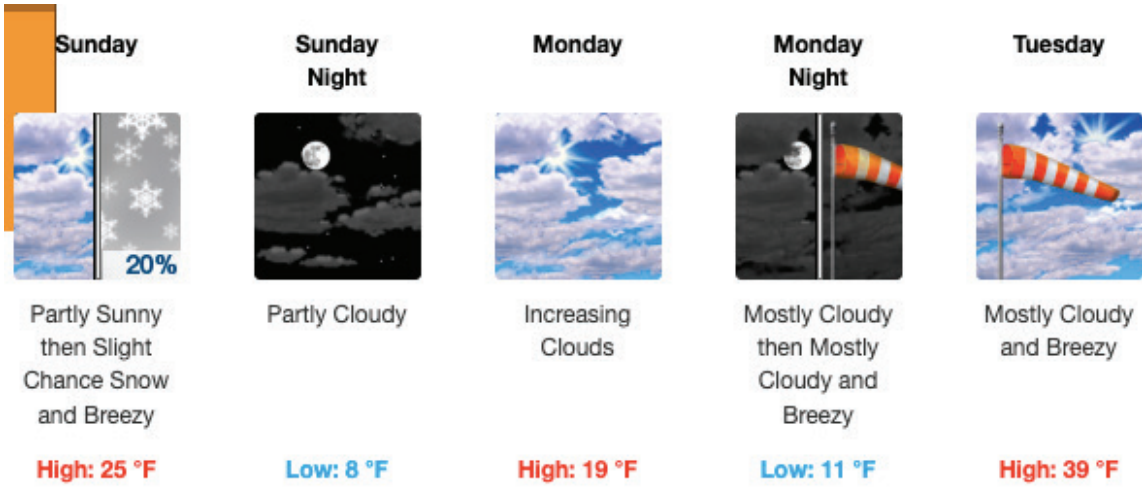 Sunday
Sunday
Night
Monday
Monday
Night
Tuesday
20%
Partly Sunny
then Slight
Chance Snow
and Breezy
Partly Cloudy
Increasing
Clouds
Mostly Cloudy
then Mostly
Cloudy and
Breezy
Mostly Cloudy
and Breezy
High: 25 °F
Low: 8 °F
High: 19 °F
Low: 11 °F
High: 39 °F